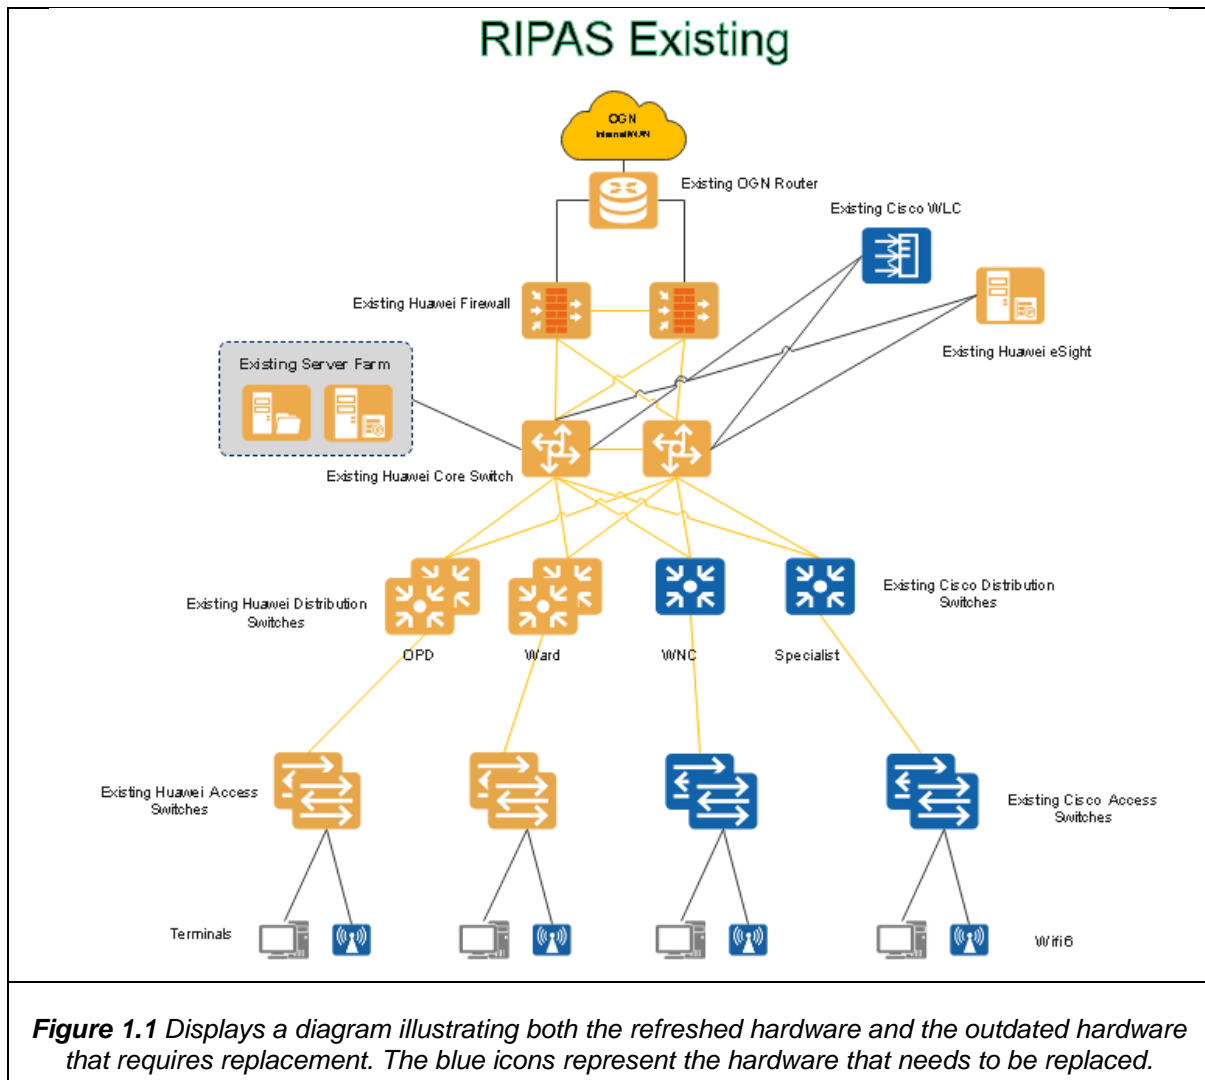 RIPAS Existing
OGN
Internet/WAN
Existing OGN Router
Existing Cisco WLC
Existing Huawei Firewall
Existing Huawei eSight
Existing Server Farm
Existing Huawei Core Switch
Existing Huawei Distribution
Switches
Existing Cisco Distribution
Switches
OPD
Ward
WNC
Specialist
Existing Huawei Access
Switches
Existing Cisco Access
Switches
Terminals
Wifi6
Figure 1.1 Displays a diagram illustrating both the refreshed hardware and the outdated hardware
that requires replacement. The blue icons represent the hardware that needs to be replaced.